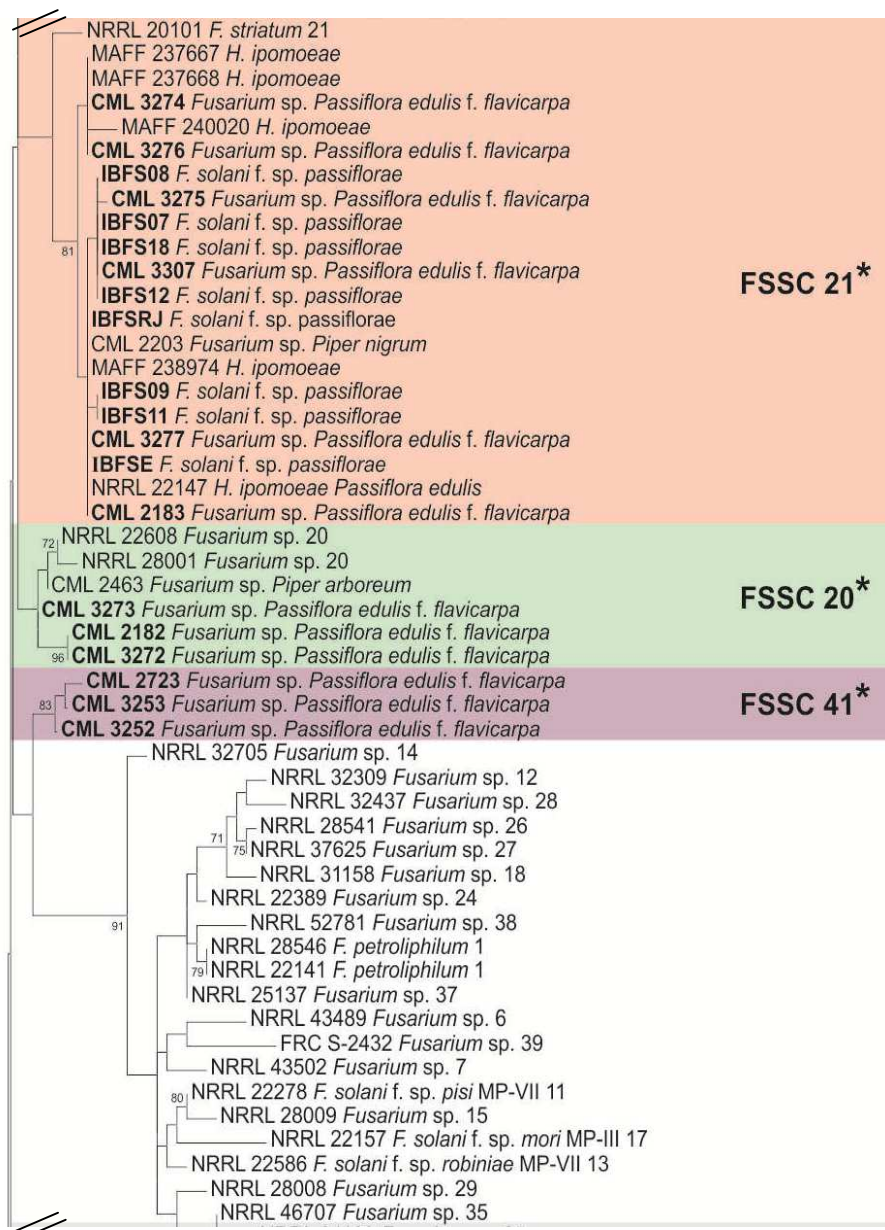 NRRL 20101 F. striatum 21
MAFF 237667 H. ipomoeae
MAFF 237668 H. ipomoeae
CML 3274 Fusarium sp. Passiflora edulis f. flavicarpa
MAFF 240020 H. ipomoeae
CML 3276 Fusarium sp. Passiflora edulis f. flavicarpa
IBFS08 F. solani f. sp. passiflorae
CML 3275 Fusarium sp. Passiflora edulis f. flavicarpa
IBFS07 F. solani f. sp. passiflorae
IBFS18 F. solani f. sp. passiflorae
81
CML 3307 Fusarium sp. Passiflora edulis f. flavicarpa
FSSC 21*
IBFS12 F. solani f. sp. passiflorae
IBFSRJ F. solani f. sp. passiflorae
CML 2203 Fusarium sp. Piper nigrum
MAFF 238974 H. ipomoeae
IBFS09 F. solani f. sp. passiflorae
IBFS11 F. solani f. sp. passiflorae
CML 3277 Fusarium sp. Passiflora edulis f. flavicarpa
IBFSE F. solani f. sp. passiflorae
NRRL 22147 H. ipomoeae Passiflora edulis
CML 2183 Fusarium sp. Passiflora edulis f. flavicarpa
72
NRRL 22608 Fusarium sp. 20
NRRL 28001 Fusarium sp. 20
CML 2463 Fusarium sp. Piper arboreum
FSSC 20*
CML 3273 Fusarium sp. Passiflora edulis f. flavicarpa
CML 2182 Fusarium sp. Passiflora edulis f. flavicarpa
96
CML 3272 Fusarium sp. Passiflora edulis f. flavicarpa
CML 2723 Fusarium sp. Passiflora edulis f. flavicarpa
83
CML 3253 Fusarium sp. Passiflora edulis f. flavicarpa
FSSC 41*
CML 3252 Fusarium sp. Passiflora edulis f. flavicarpa
NRRL 32705 Fusarium sp. 14
NRRL 32309 Fusarium sp. 12
NRRL 32437 Fusarium sp. 28
71
NRRL 28541 Fusarium sp. 26
75
NRRL 37625 Fusarium sp. 27
NRRL 31158 Fusarium sp. 18
NRRL 22389 Fusarium sp. 24
91
NRRL 52781 Fusarium sp. 38
NRRL 28546 F. petroliphilum 1
79
NRRL 22141 F. petroliphilum 1
NRRL 25137 Fusarium sp. 37
NRRL 43489 Fusarium sp. 6
FRC S-2432 Fusarium sp. 39
NRRL 43502 Fusarium sp. 7
80
NRRL 22278 F. solani f. sp. pisi MP-VII 11
NRRL 28009 Fusarium sp. 15
NRRL 22157 F. solani f. sp. mori MP-III 17
NRRL 22586 F. solani f. sp. robiniae MP-VII 13
NRRL 28008 Fusarium sp. 29
NRRL 46707 Fusarium sp. 35